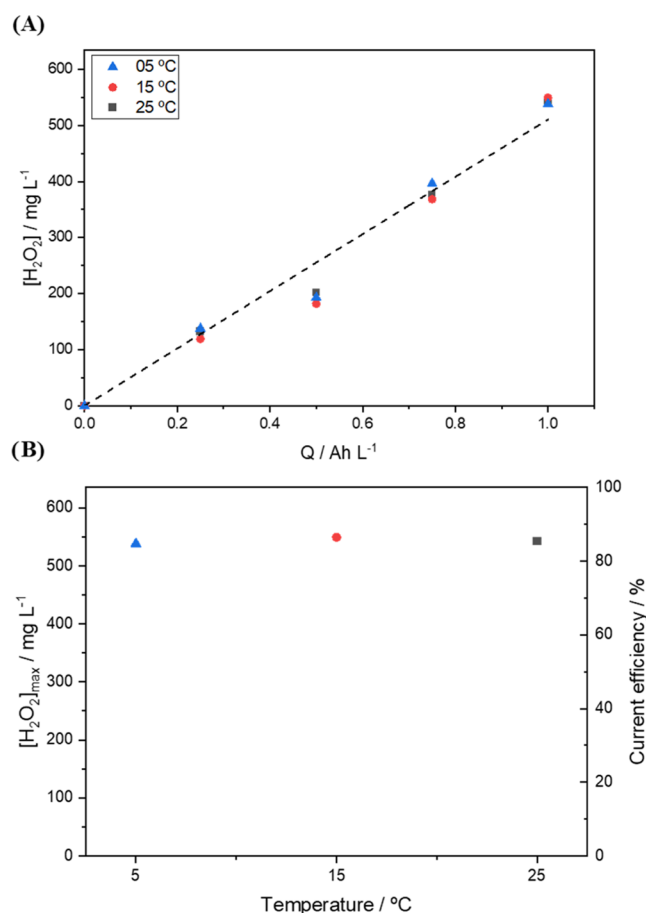 (A)
05 ºC
15 ºC
25 ºC
600
500
400
300
200
100
0
[H₂O₂] / mg L⁻¹
0.0 0.2 0.4 0.6 0.8 1.0
Q / Ah L⁻¹
(B)
600
500
400
300
200
100
0
[H₂O₂]max / mg L⁻¹
100
80
60
40
20
0
Current efficiency / %
5 15 25
Temperature / ºC